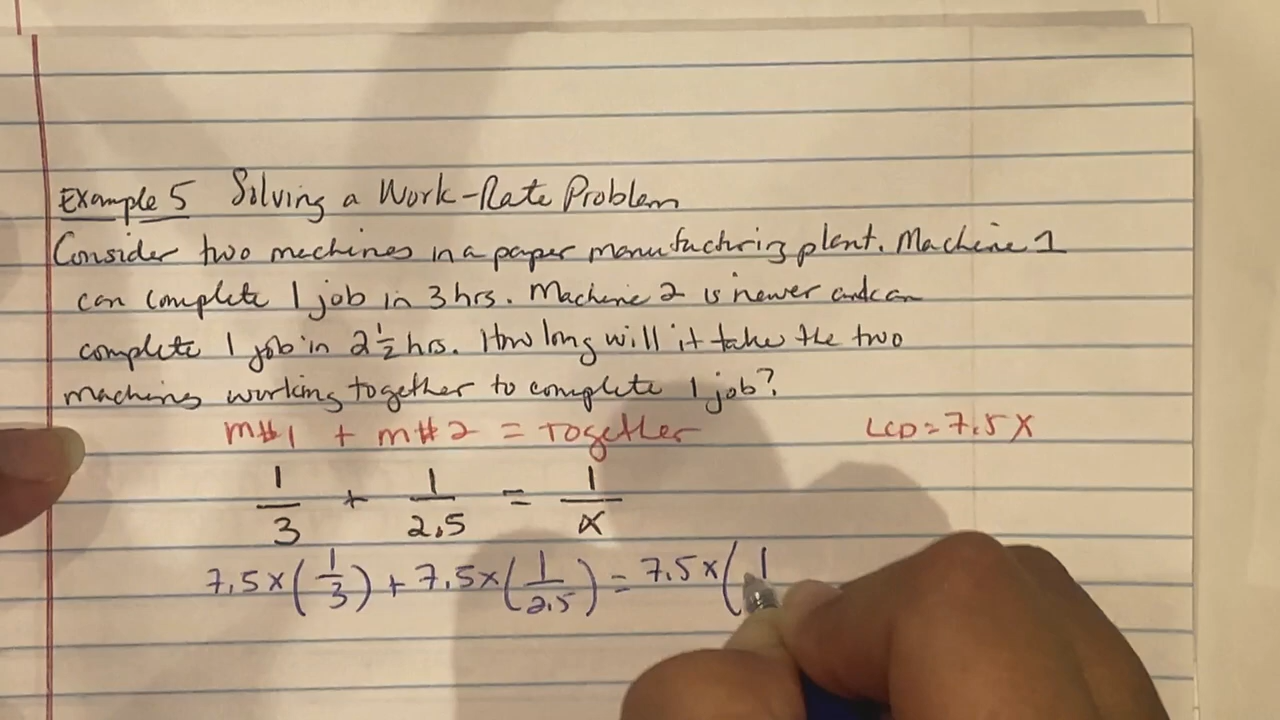 Example 5 Solving a Work-Rate Problem
Consider two machines in a paper manufacturing plant. Machine 1
can complete 1 job in 3 hrs. Machine 2 is newer and can
complete 1 job in 2 1/2 hrs. How long will it take the two
machines working together to complete 1 job?
m#1 + m#2 = Together LCD = 7.5x
1/3 + 1/2.5 = 1/x
7.5x(1/3) + 7.5x(1/2.5) = 7.5x(1